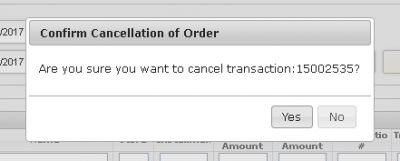 /2017
Confirm Cancellation of Order
/2017
Are you sure you want to cancel transaction:15002535?
Yes No
Name
Amount Amount #